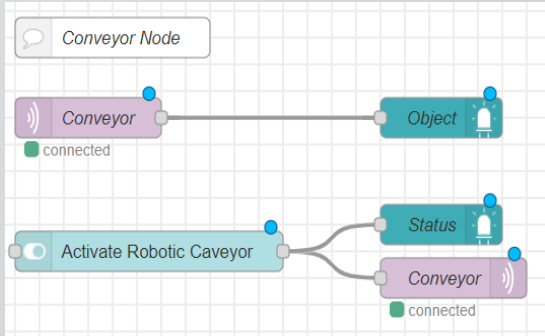 Conveyor Node
Conveyor
Object
connected
Status
Activate Robotic Caveyor
Conveyor
connected